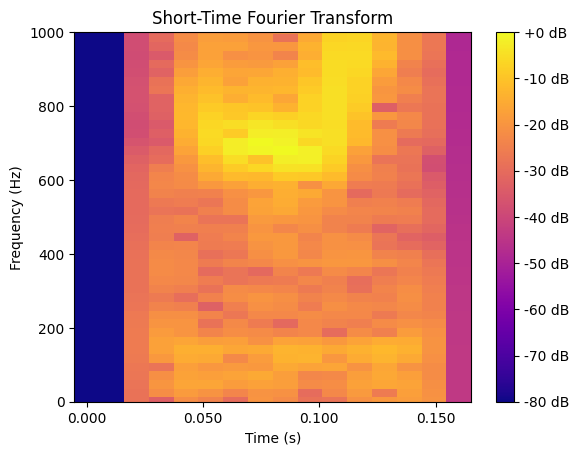 Short-Time Fourier Transform
Frequency (Hz)
1000
800
600
400
200
0
0.000
0.050
0.100
0.150
Time (s)
+0 dB
-10 dB
-20 dB
-30 dB
-40 dB
-50 dB
-60 dB
-70 dB
-80 dB